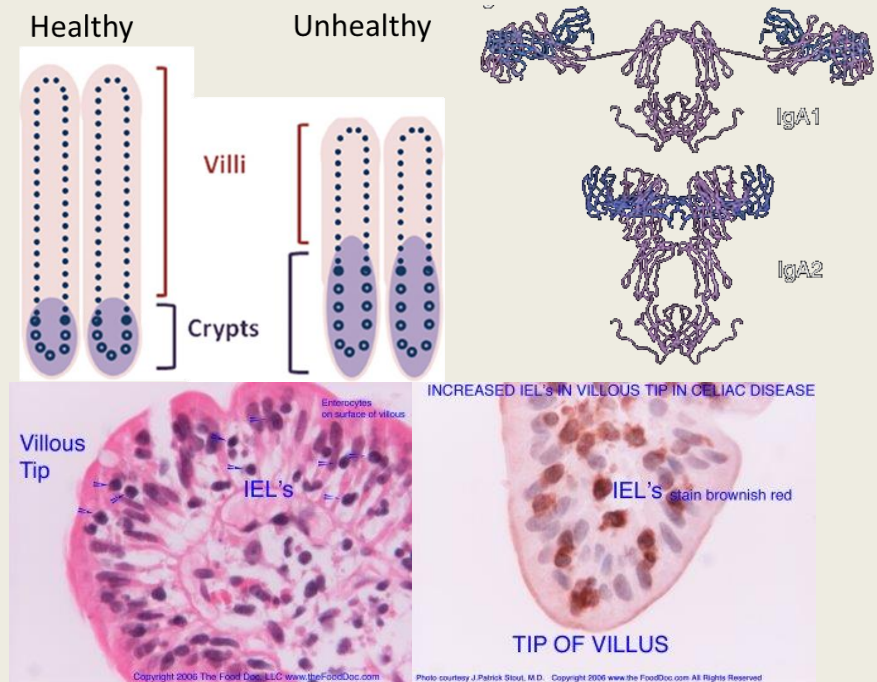 Healthy
Unhealthy
Villi
Crypts
IgA1
IgA2
Enterocytes
on surface of villous
Villous
Tip
IEL's
Copyright 2006 The Food Doc, LLC www.theFoodDoc.com
INCREASED IEL's IN VILLOUS TIP IN CELIAC DISEASE
IEL's stain brownish red
TIP OF VILLUS
Photo courtesy J.Patrick Stout, M.D. Copyright 2006 www.the FoodDoc.com All Rights Reserved